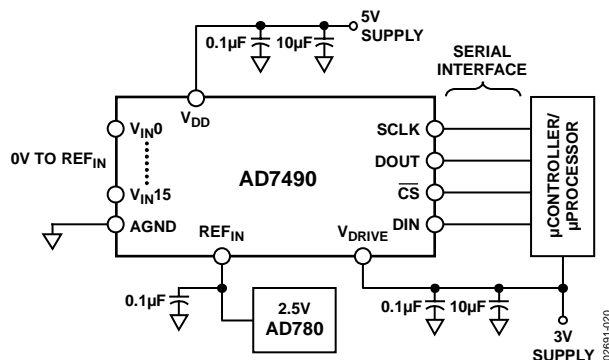 5V
SUPPLY
0.1µF
10µF
SERIAL
INTERFACE
VDD
VIN0
0V TO REFIN
VIN15
AGND
AD7490
SCLK
DOUT
CS
DIN
µCONTROLLER/
µPROCESSOR
REFIN
VDRIVE
0.1µF
2.5V
AD780
0.1µF
10µF
3V
SUPPLY
02691-020